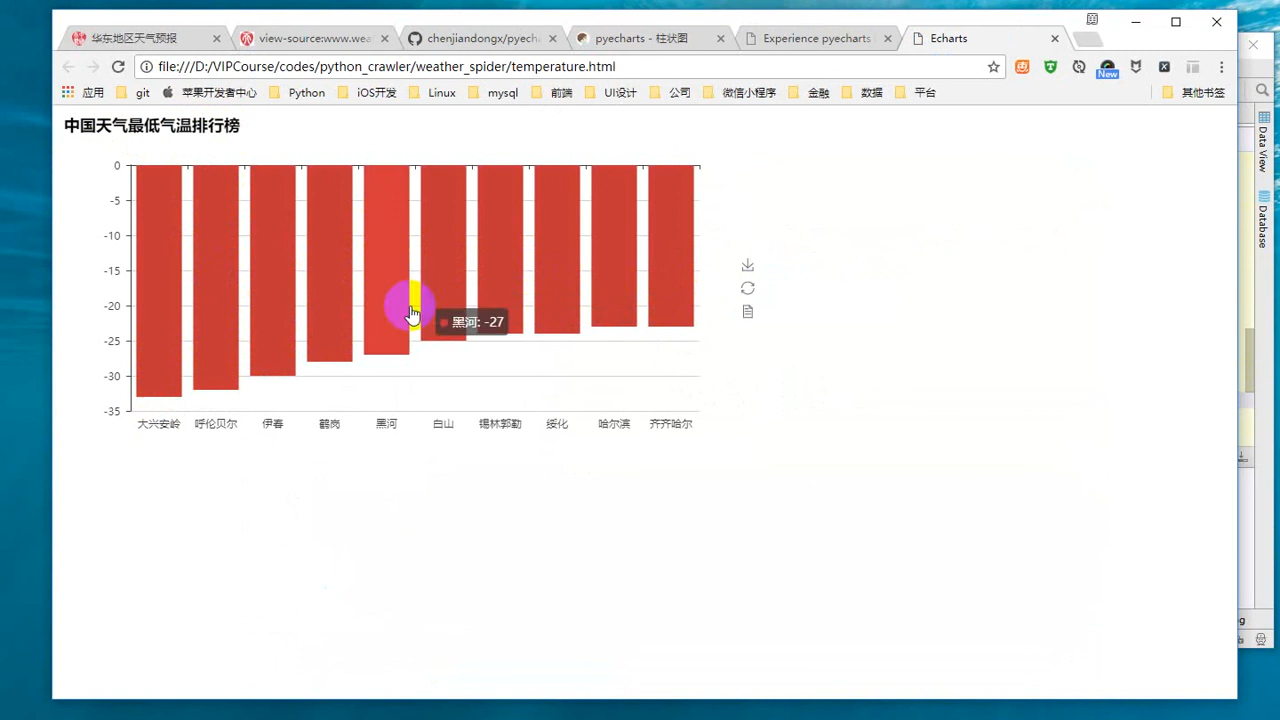 华东地区天气预报
view-source:www.wea
chenjiandongx/pyech
pyecharts - 柱状图
Experience pyecharts
Echarts
file:///D:/VIPCourse/codes/python_crawler/weather_spider/temperature.html
New
应用
git
苹果开发者中心
Python
iOS开发
Linux
mysql
前端
UI设计
公司
微信小程序
金融
数据
平台
其他书签
中国天气最低气温排行榜
0
-5
-10
-15
-20
-25
-30
-35
黑河: -27
大兴安岭
呼伦贝尔
伊春
鹤岗
黑河
白山
锡林郭勒
绥化
哈尔滨
齐齐哈尔
Data View
Database